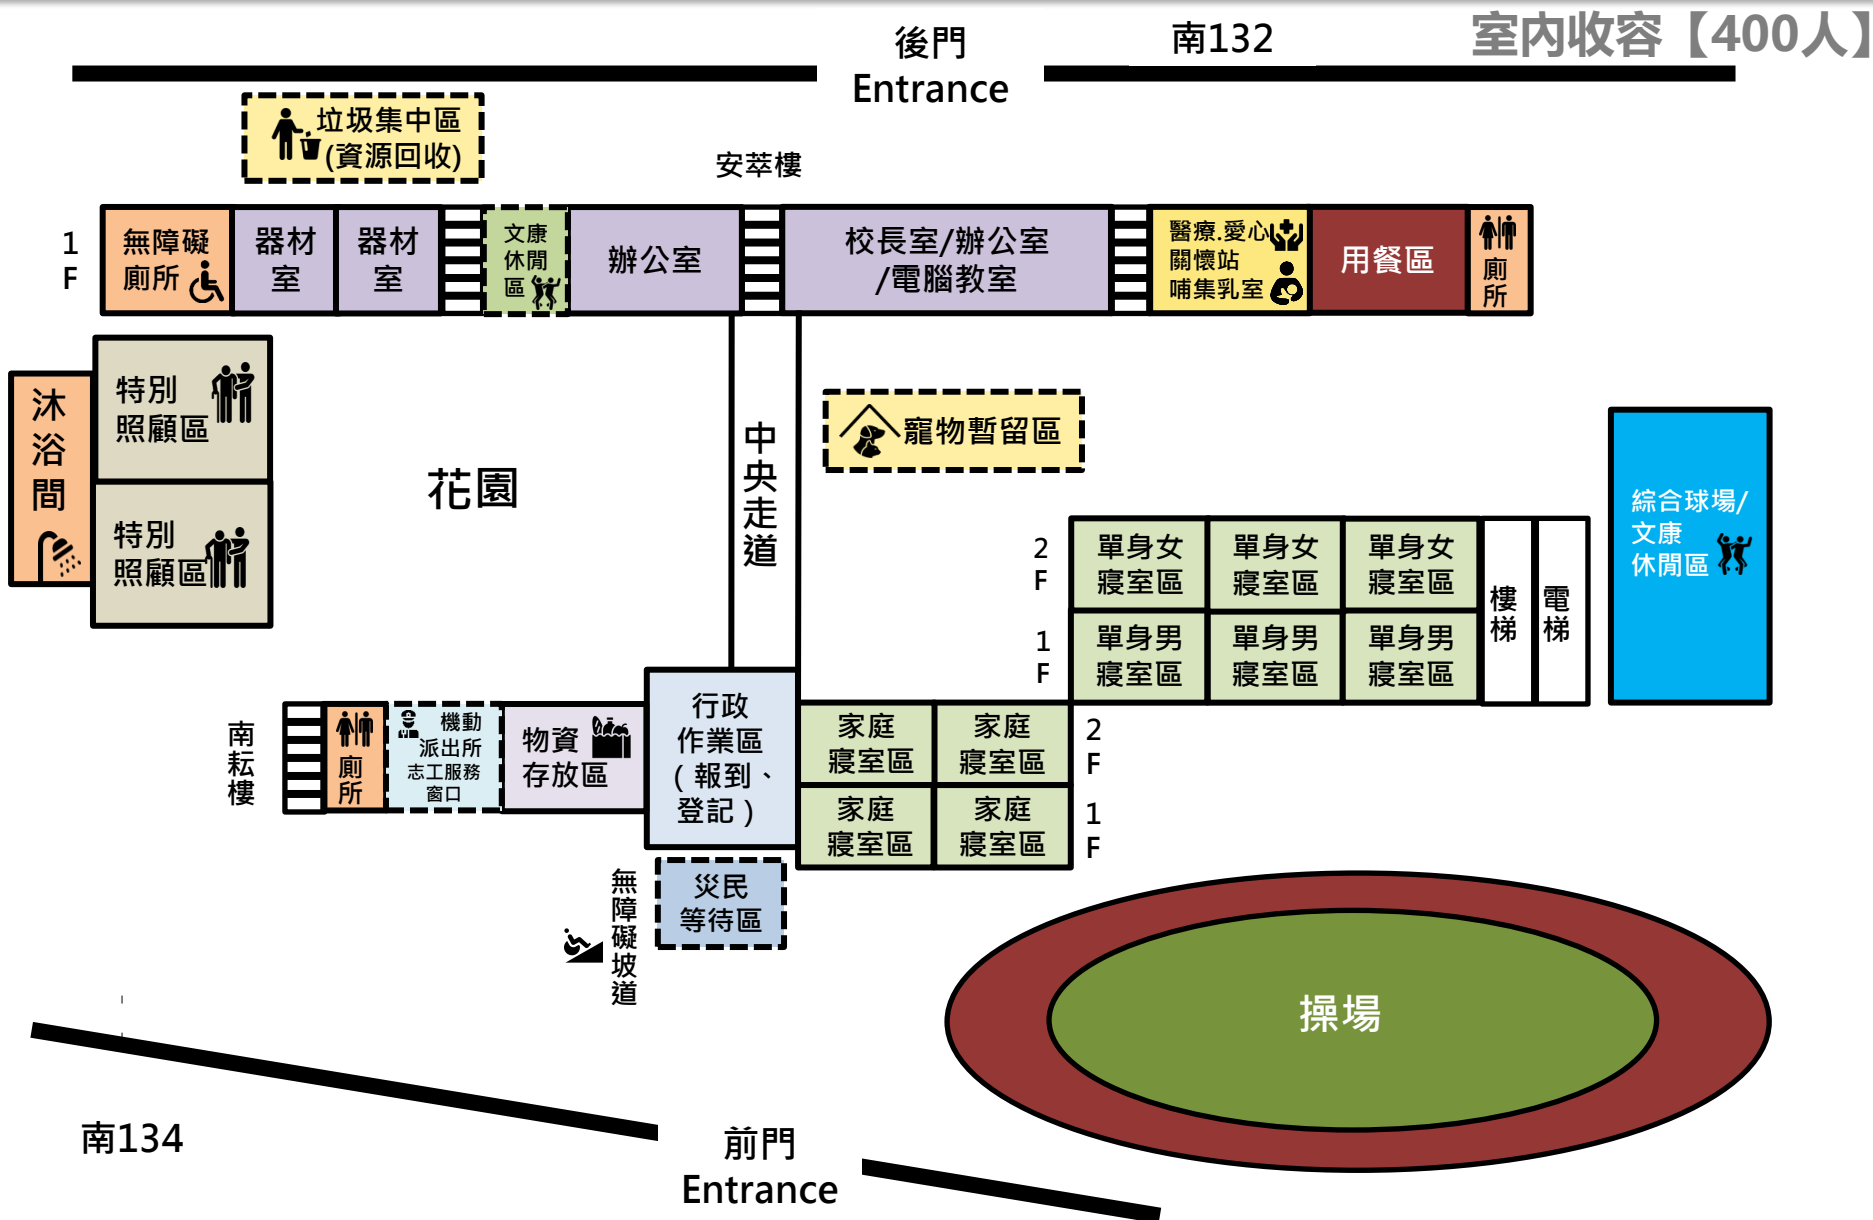 室內收容【400人】
後門
Entrance
南132
垃圾集中區
(資源回收)
安萃樓
1
F
無障礙
廁所
器材
室
器材
室
文康
休閒
區
辦公室
校長室/辦公室
/電腦教室
醫療.愛心
關懷站
哺集乳室
用餐區
廁
所
沐
浴
間
特別
照顧區
特別
照顧區
花園
中
央
走
道
寵物暫留區
綜合球場/
文康
休閒區
2
F
單身女
寢室區
單身女
寢室區
單身女
寢室區
1
F
單身男
寢室區
單身男
寢室區
單身男
寢室區
樓
梯
電
梯
南
耘
樓
廁
所
機動
派出所
志工服務
窗口
物資
存放區
行政
作業區
(報到、
登記)
家庭
寢室區
家庭
寢室區
2
F
家庭
寢室區
家庭
寢室區
1
F
災民
等待區
無
障
礙
坡
道
操場
南134
前門
Entrance